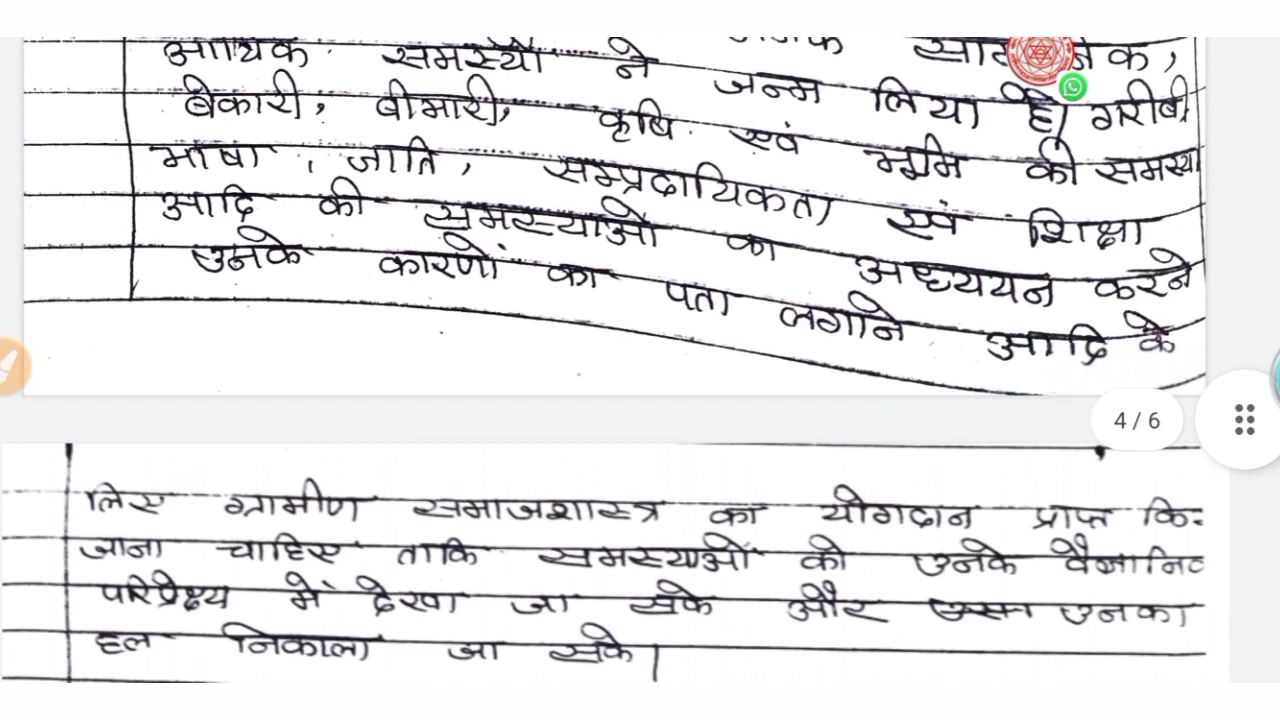 आर्थिक समस्यों ने जन्म लिया है। गरीबी,
बेकारी, बीमारी, कृषि एवं भूमि की समस्या
भाषा, जाति, सम्प्रदायिकता एवं शिक्षा
आदि की समस्याओं का अध्ययन करने
उनके कारणों का पता लगाने आदि के
4 / 6
लिए ग्रामीण समाजशास्त्र का योगदान प्राप्त
जाना चाहिए ताकि समस्याओं को उनके
परिप्रेक्ष्य में देखा जा सके और उनका
हल निकाला जा सके।